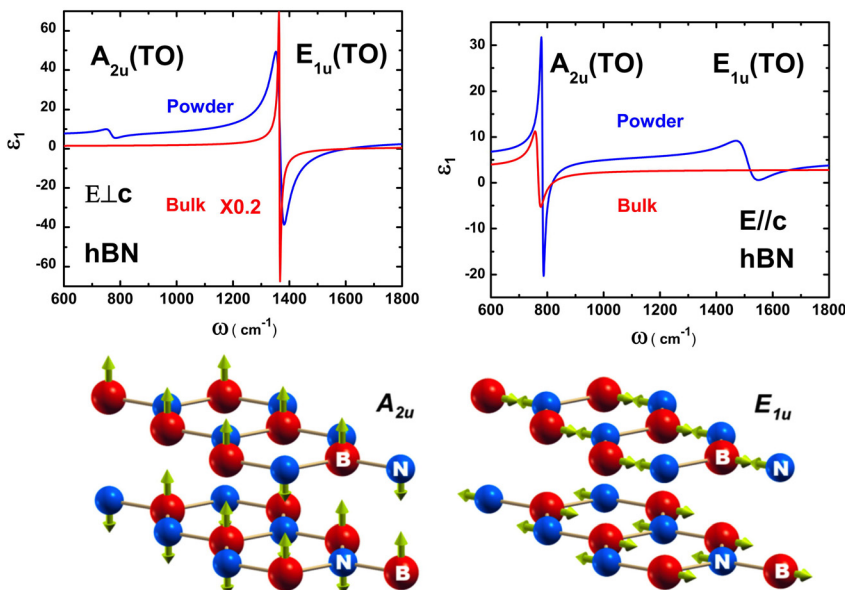 A2u(TO)
E1u(TO)
Powder
ε1
E⊥c
Bulk X0.2
hBN
60
40
20
0
-20
-40
-60
600 800 1000 1200 1400 1600 1800
ω( cm-1)
A2u(TO)
E1u(TO)
Powder
ε1
Bulk
E//c
hBN
30
20
10
0
-10
-20
600 800 1000 1200 1400 1600 1800
ω( cm-1)
A2u
B
N
N
B
E1u
B
N
N
B